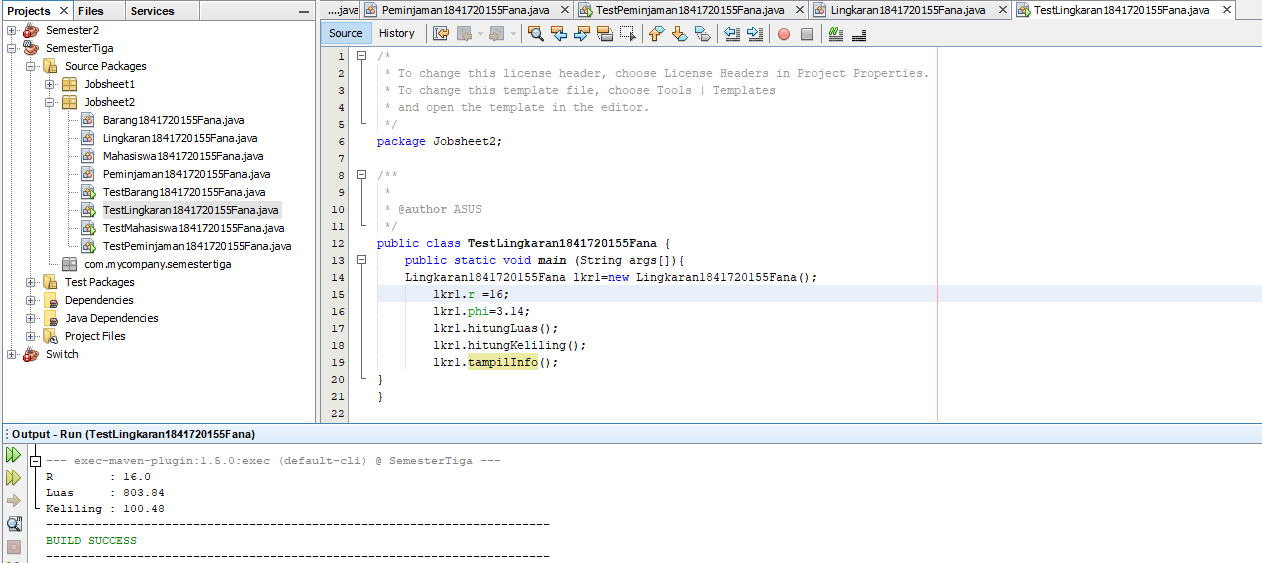 Projects × Files Services
Semester2
SemesterTiga
Source Packages
Jobsheet1
Jobsheet2
Barang1841720155Fana.java
Lingkaran1841720155Fana.java
Mahasiswa1841720155Fana.java
Peminjaman1841720155Fana.java
TestBarang1841720155Fana.java
TestLingkaran1841720155Fana.java
TestMahasiswa1841720155Fana.java
TestPeminjaman1841720155Fana.java
com.mycompany.semestertiga
Test Packages
Dependencies
Java Dependencies
Project Files
Switch
....java × Peminjaman1841720155Fana.java × TestPeminjaman1841720155Fana.java × Lingkaran1841720155Fana.java × TestLingkaran1841720155Fana.java ×
Source History
1 /*
2 * To change this license header, choose License Headers in Project Properties.
3 * To change this template file, choose Tools | Templates
4 * and open the template in the editor.
5 */
6 package Jobsheet2;
7
8 /**
9 *
10 * @author ASUS
11 */
12 public class TestLingkaran1841720155Fana {
13 public static void main (String args[]){
14 Lingkaran1841720155Fana lkr1=new Lingkaran1841720155Fana();
15 lkr1.r =16;
16 lkr1.phi=3.14;
17 lkr1.hitungLuas();
18 lkr1.hitungKeliling();
19 lkr1.tampilInfo();
20 }
21 }
22
Output - Run (TestLingkaran1841720155Fana)
--- exec-maven-plugin:1.5.0:exec (default-cli) @ SemesterTiga ---
R : 16.0
Luas : 803.84
Keliling : 100.48
------------------------------------------------------------------------
BUILD SUCCESS
------------------------------------------------------------------------